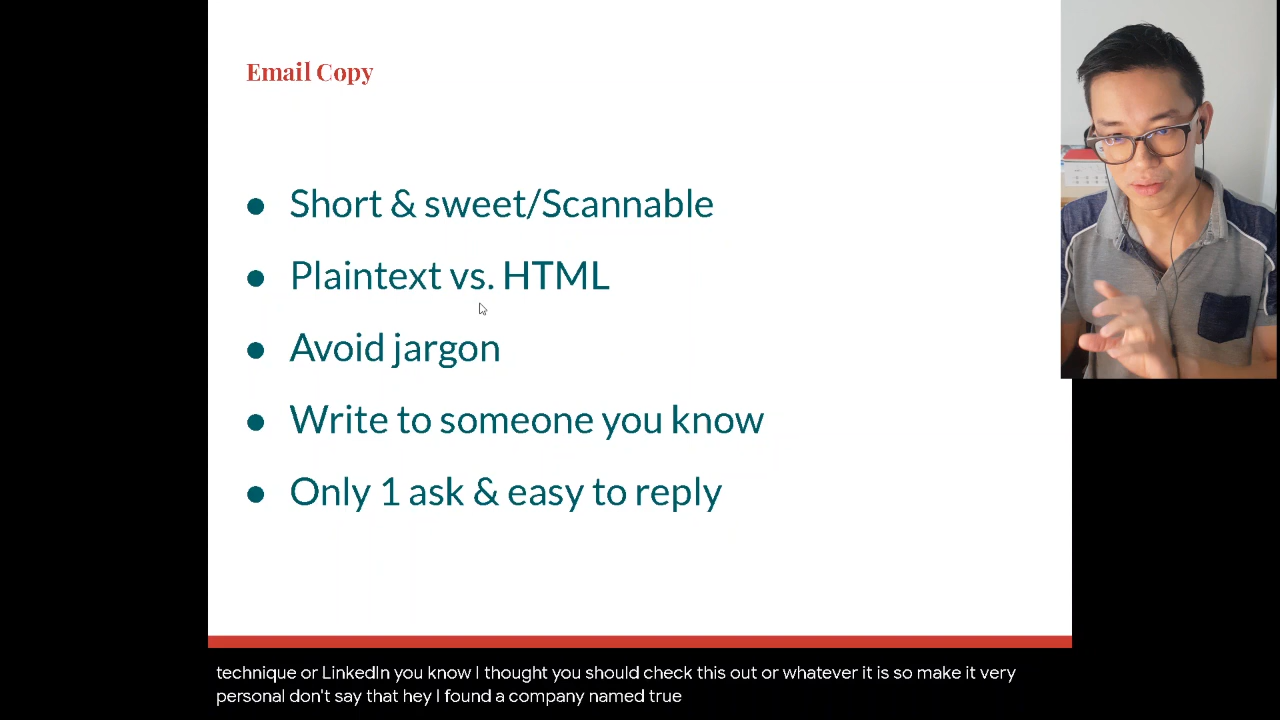 Email Copy
● Short & sweet/Scannable
● Plaintext vs. HTML
● Avoid jargon
● Write to someone you know
● Only 1 ask & easy to reply
technique or LinkedIn you know I thought you should check this out or whatever it is so make it very
personal don't say that hey I found a company named true